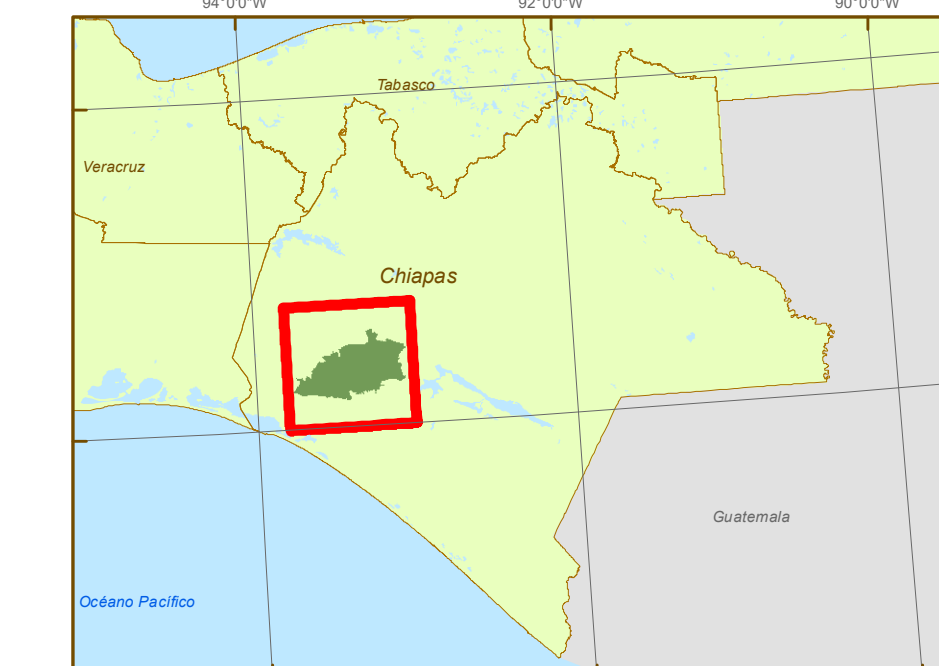 94°0'0"W 92°0'0"W 90°0'0"W
Tabasco
Veracruz
Chiapas
Guatemala
Océano Pacífico